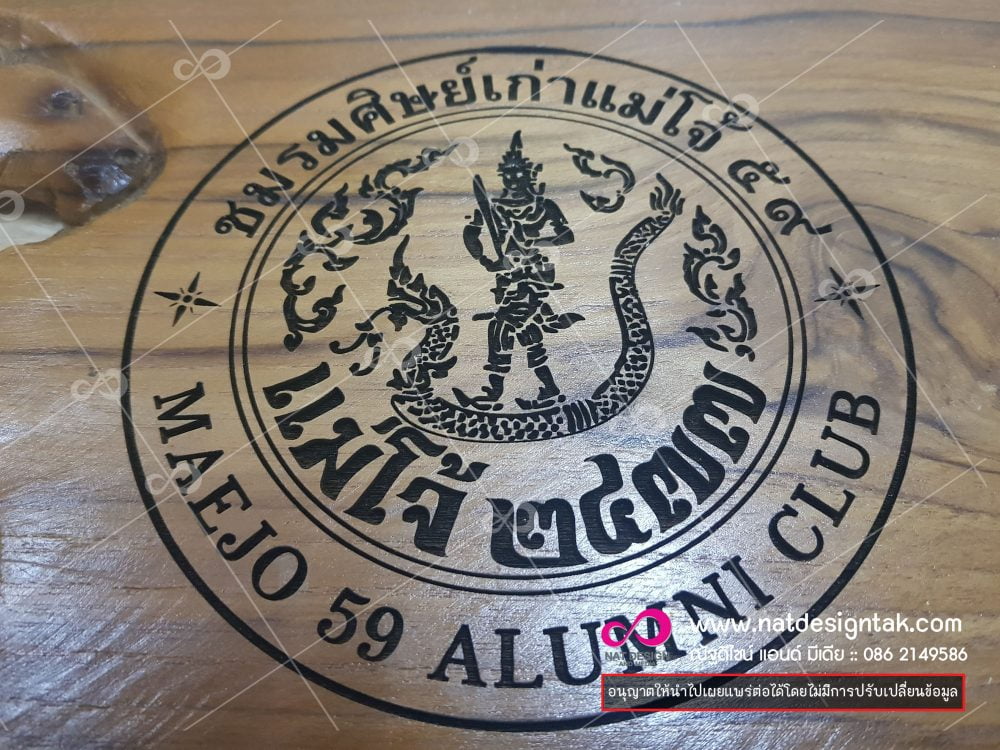 ชมรมศิษย์เก่าแม่โจ้ ๕๙
แม่โจ้ ๒๔๗๗
MAEJO 59 ALUMNI CLUB
www.natdesigntak.com
ณัจดีไซน์ แอนด์ มีเดีย :: 086 2149586
อนุญาตให้นำไปเผยแพร่ต่อได้โดยไม่มีการปรับเปลี่ยนข้อมูล